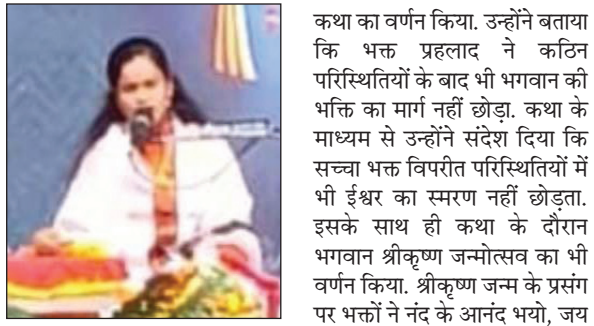 कथा का वर्णन किया. उन्होंने बताया
कि भक्त प्रहलाद ने कठिन
परिस्थितियों के बाद भी भगवान की
भक्ति का मार्ग नहीं छोड़ा. कथा के
माध्यम से उन्होंने संदेश दिया कि
सच्चा भक्त विपरीत परिस्थितियों में
भी ईश्वर का स्मरण नहीं छोड़ता.
इसके साथ ही कथा के दौरान
भगवान श्रीकृष्ण जन्मोत्सव का भी
वर्णन किया. श्रीकृष्ण जन्म के प्रसंग
पर भक्तों ने नंद के आनंद भयो, जय